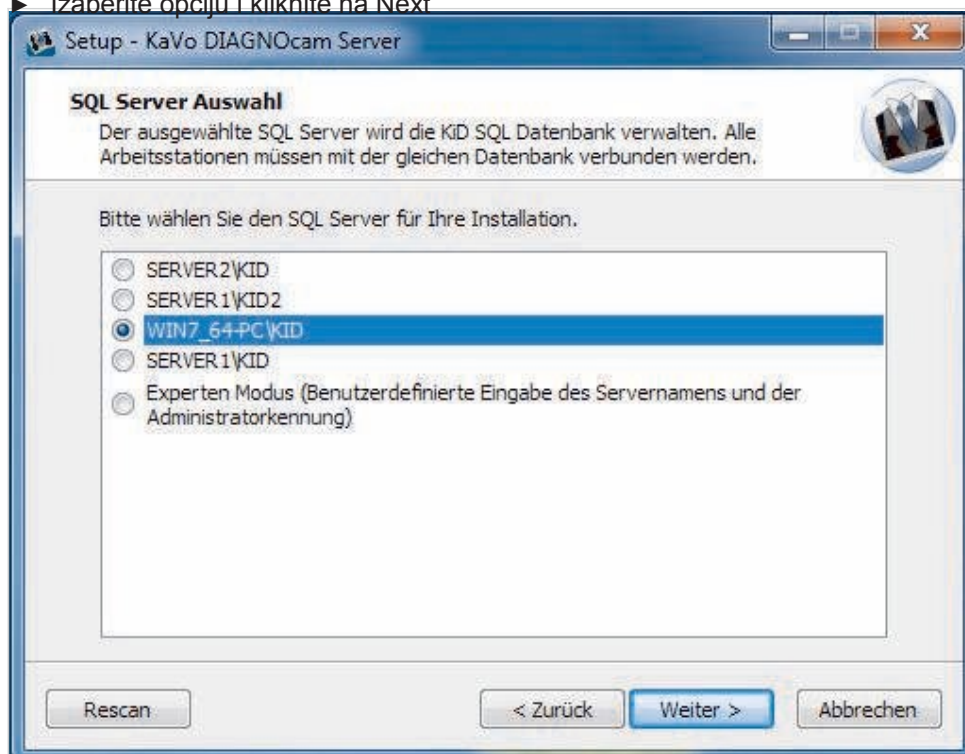 ► Izaberite opciju i kliknite na Next
Setup - KaVo DIAGNOcam Server
SQL Server Auswahl
Der ausgewählte SQL Server wird die KiD SQL Datenbank verwalten. Alle
Arbeitsstationen müssen mit der gleichen Datenbank verbunden werden.
Bitte wählen Sie den SQL Server für Ihre Installation.
SERVER2\KID
SERVER1\KID2
WIN7_64-PC\KID
SERVER1\KID
Experten Modus (Benutzerdefinierte Eingabe des Servernamens und der
Administratorkennung)
Rescan
< Zurück
Weiter >
Abbrechen